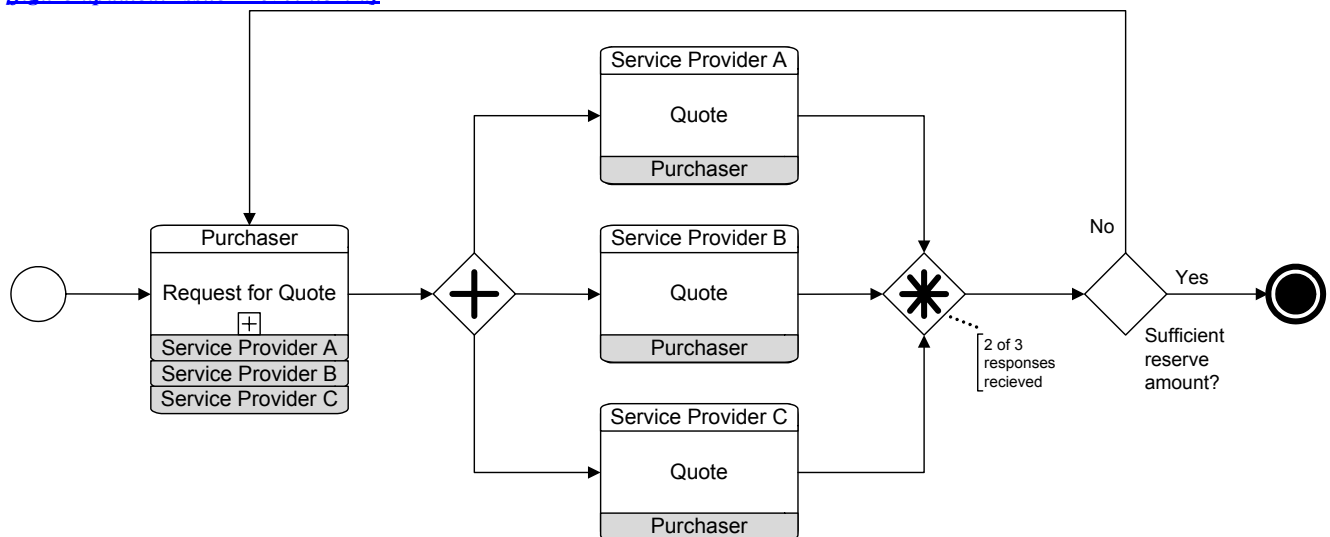 Service Provider A
Quote
Purchaser
Purchaser
Request for Quote
Service Provider A
Service Provider B
Service Provider C
Service Provider B
Quote
Purchaser
Service Provider C
Quote
Purchaser
2 of 3
responses
recieved
No
Yes
Sufficient
reserve
amount?